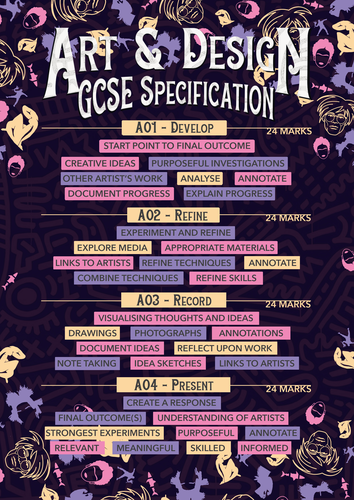 ART & DESIGN
GCSE SPECIFICATION
A01 - DEVELOP 24 MARKS
START POINT TO FINAL OUTCOME
CREATIVE IDEAS PURPOSEFUL INVESTIGATIONS
OTHER ARTIST'S WORK ANALYSE ANNOTATE
DOCUMENT PROGRESS EXPLAIN PROGRESS
A02 - REFINE 24 MARKS
EXPERIMENT AND REFINE
EXPLORE MEDIA APPROPRIATE MATERIALS
LINKS TO ARTISTS REFINE TECHNIQUES ANNOTATE
COMBINE TECHNIQUES REFINE SKILLS
A03 - RECORD 24 MARKS
VISUALISING THOUGHTS AND IDEAS
DRAWINGS PHOTOGRAPHS ANNOTATIONS
DOCUMENT IDEAS REFLECT UPON WORK
NOTE TAKING IDEA SKETCHES LINKS TO ARTISTS
A04 - PRESENT 24 MARKS
CREATE A RESPONSE
FINAL OUTCOME(S) UNDERSTANDING OF ARTISTS
STRONGEST EXPERIMENTS PURPOSEFUL ANNOTATE
RELEVANT MEANINGFUL SKILLED INFORMED